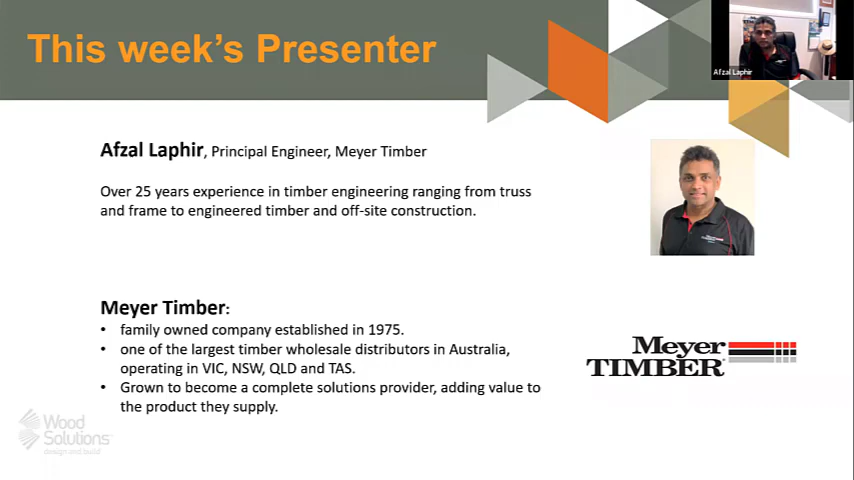 This week's Presenter
Afzal Laphir
Afzal Laphir, Principal Engineer, Meyer Timber
Over 25 years experience in timber engineering ranging from truss
and frame to engineered timber and off-site construction.
Meyer Timber:
• family owned company established in 1975.
• one of the largest timber wholesale distributors in Australia,
operating in VIC, NSW, QLD and TAS.
• Grown to become a complete solutions provider, adding value to
the product they supply.
Meyer
TIMBER
Wood
Solutions
design and build